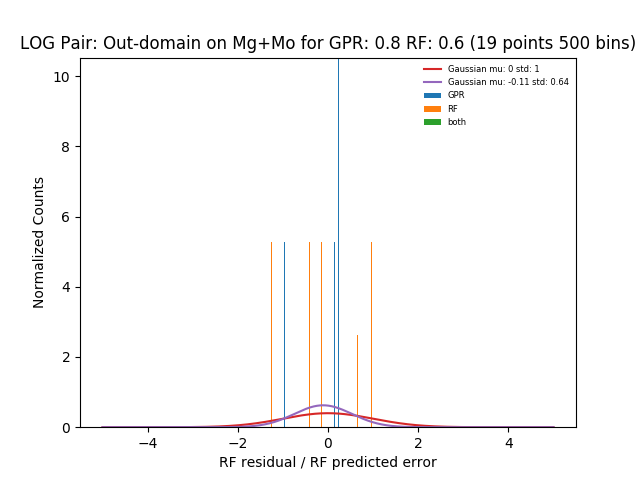 LOG Pair: Out-domain on Mg+Mo for GPR: 0.8 RF: 0.6 (19 points 500 bins)
Gaussian mu: 0 std: 1
Gaussian mu: -0.11 std: 0.64
GPR
RF
both
Normalized Counts
10
8
6
4
2
0
−4
−2
0
2
4
RF residual / RF predicted error